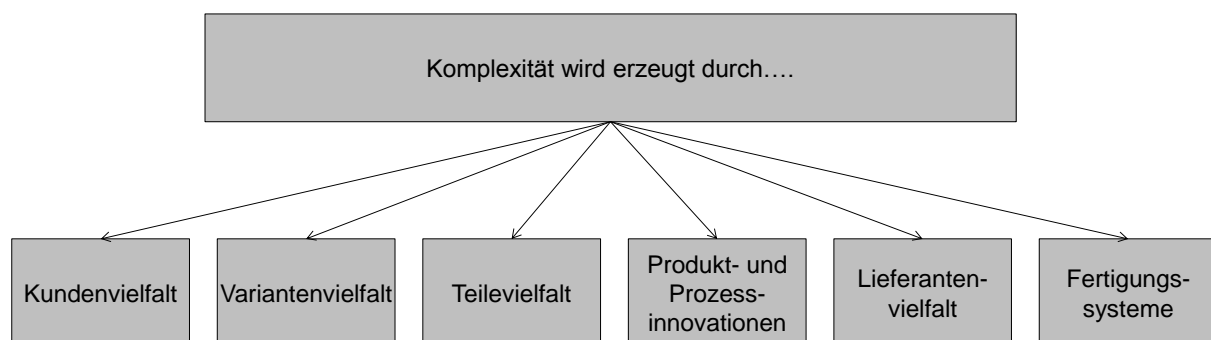 Komplexität wird erzeugt durch….
Kundenvielfalt
Variantenvielfalt
Teilevielfalt
Produkt- und
Prozess-
innovationen
Lieferanten-
vielfalt
Fertigungs-
systeme